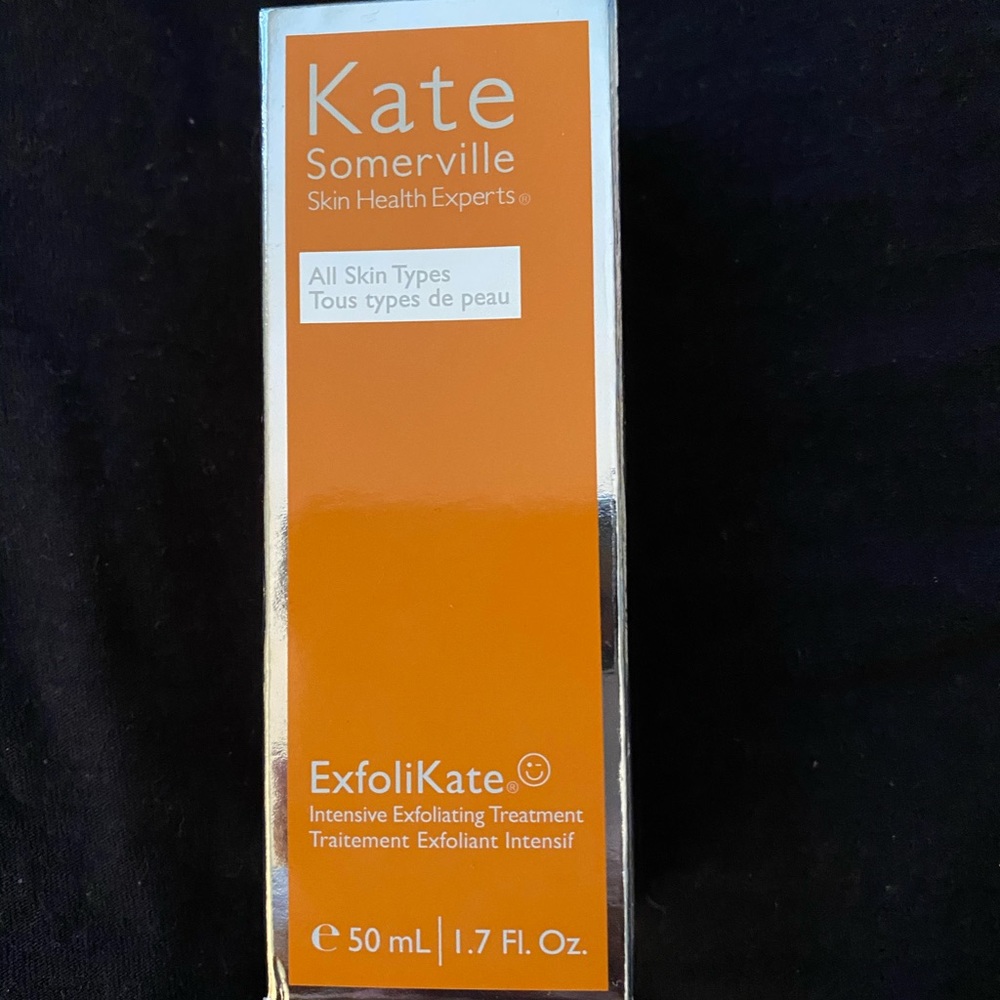 Kate
Somerville
Skin Health Experts®
All Skin Types
Tous types de peau
ExfoliKate®
Intensive Exfoliating Treatment
Traitement Exfoliant Intensif
℮ 50 mL | 1.7 Fl. Oz.